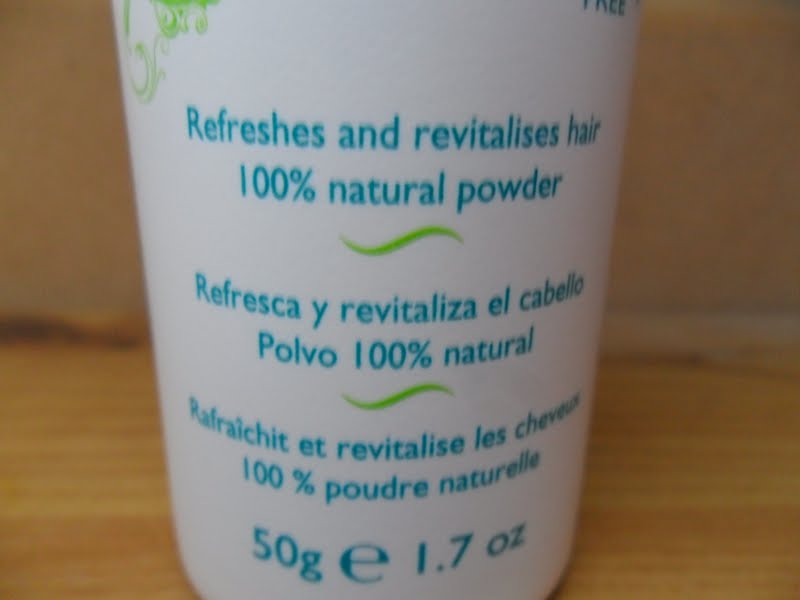 FREE
Refreshes and revitalises hair
100% natural powder
Refresca y revitaliza el cabello
Polvo 100% natural
Rafraîchit et revitalise les cheveux
100 % poudre naturelle
50g ℮ 1.7 oz